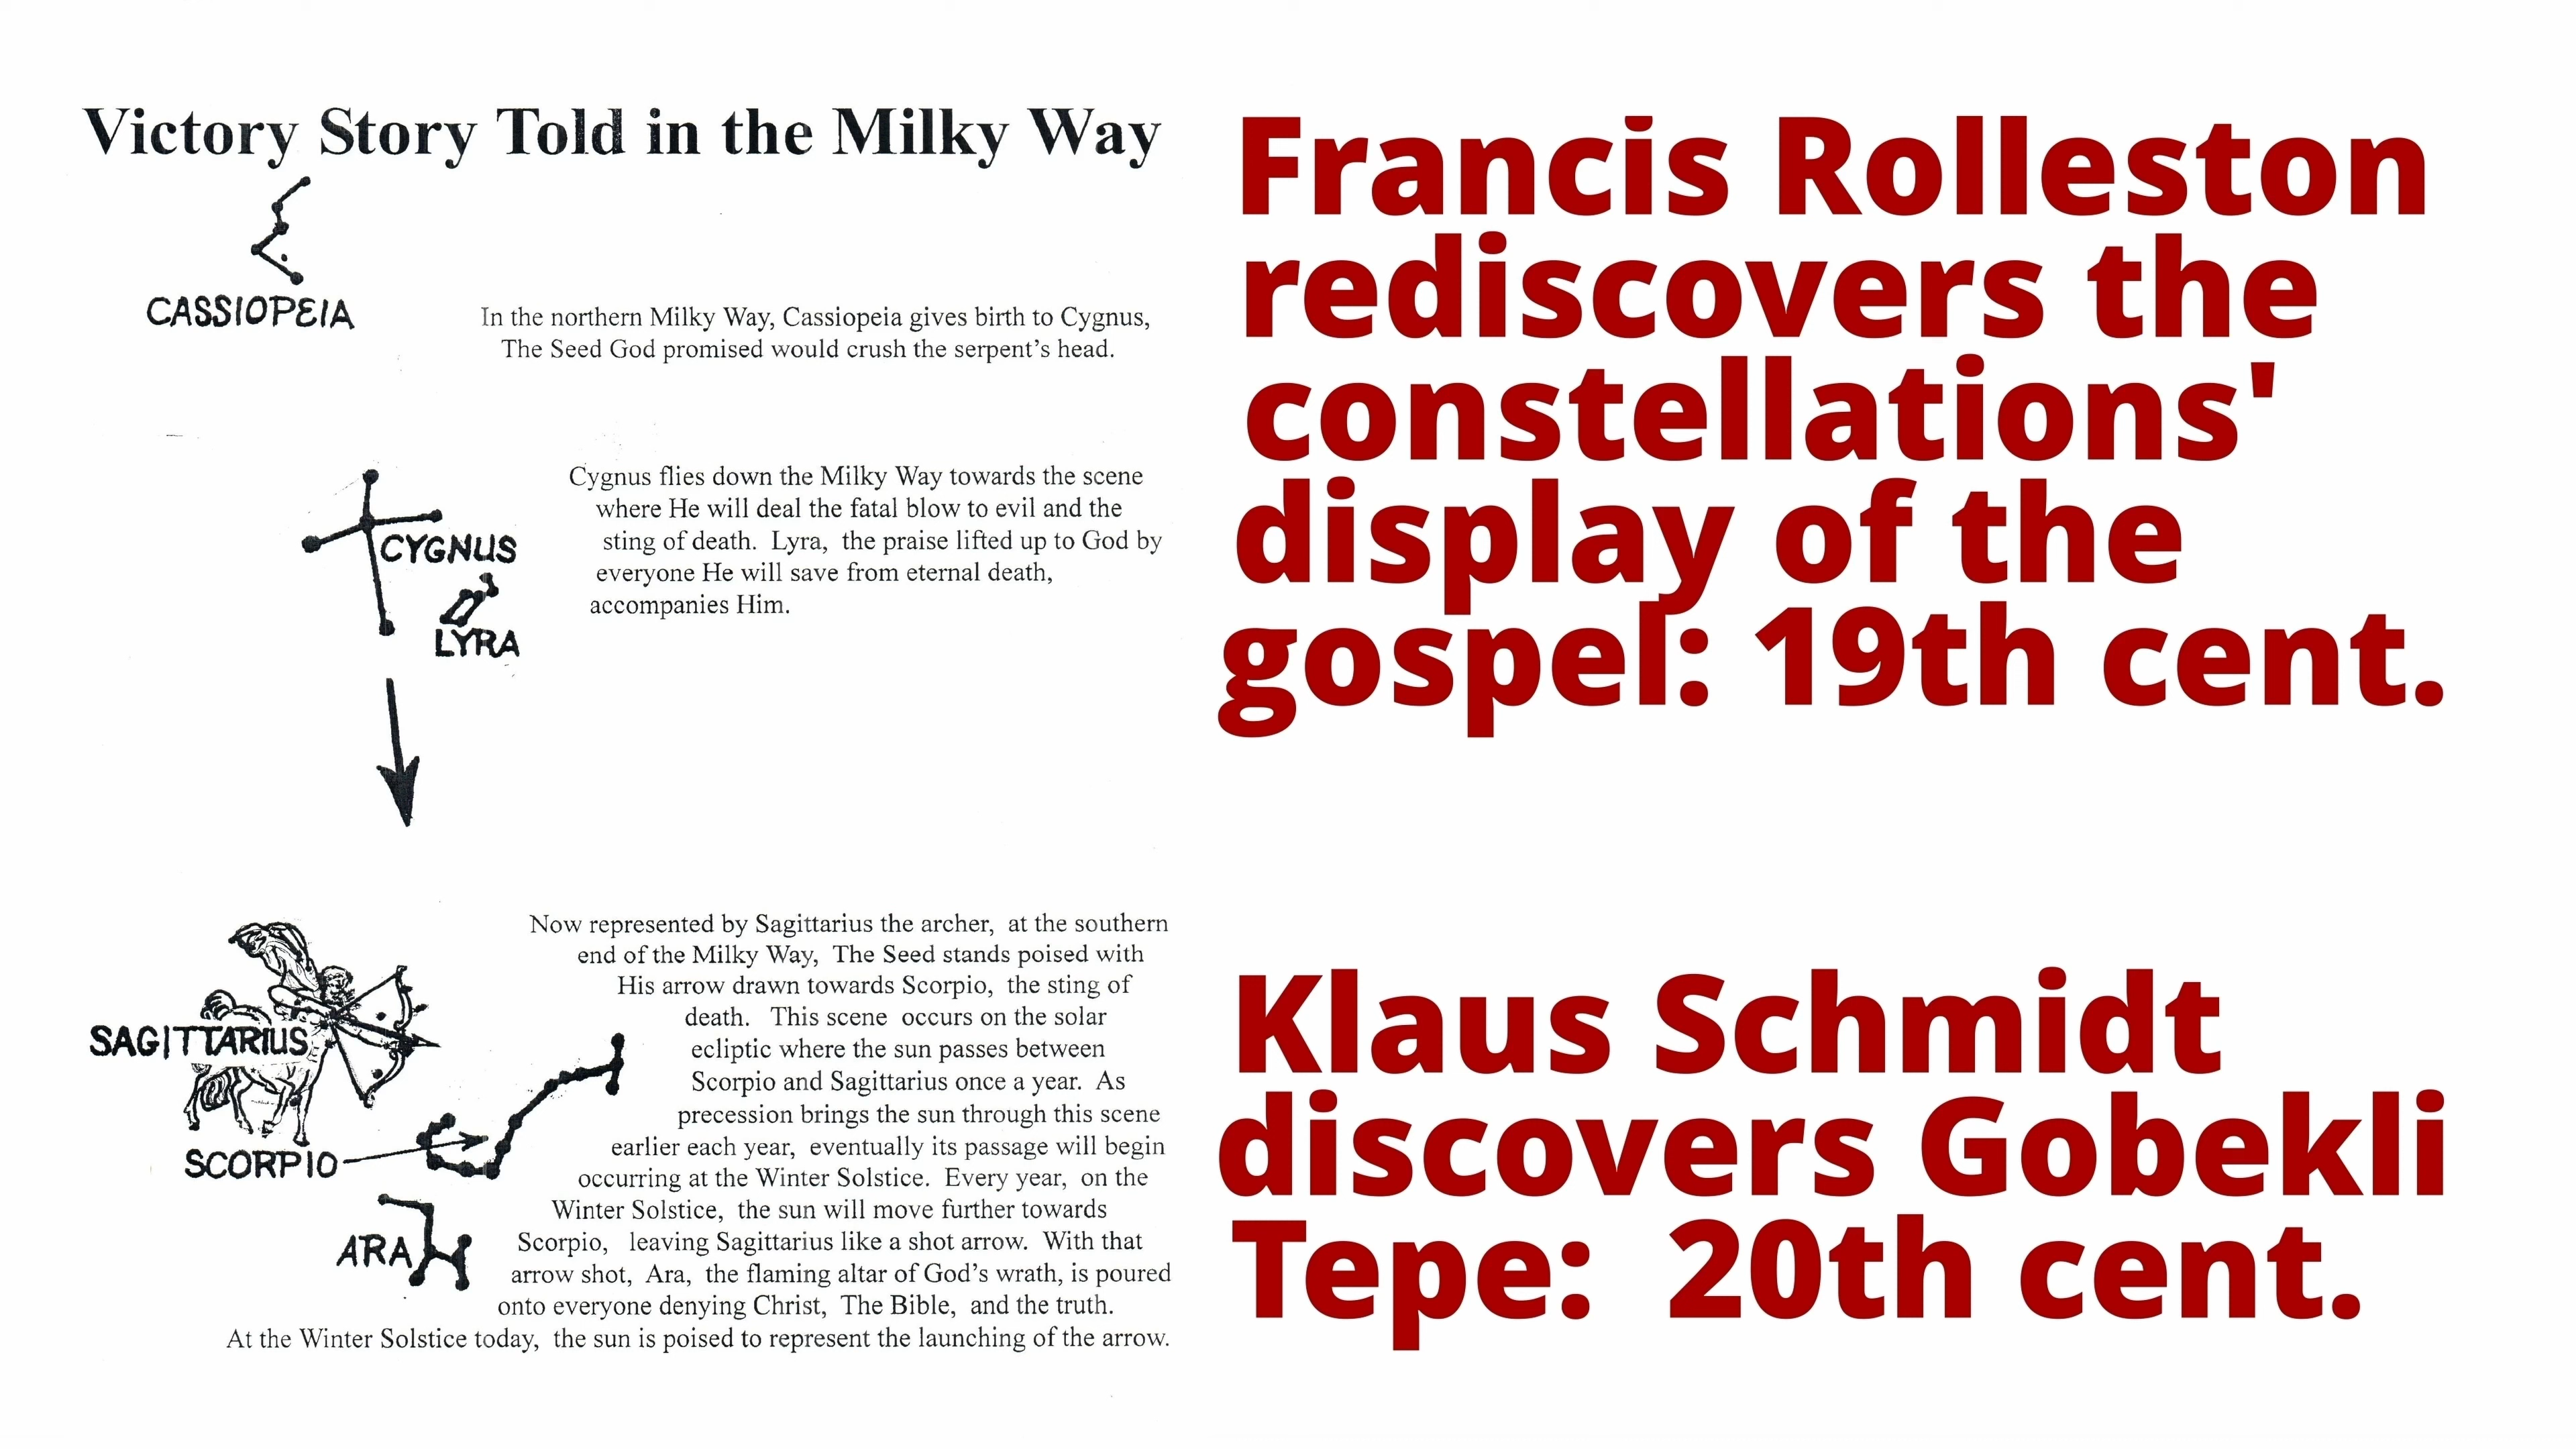 Victory Story Told in the Milky Way
CASSIOPEIA
In the northern Milky Way, Cassiopeia gives birth to Cygnus,
The Seed God promised would crush the serpent's head.
CYGNUS
LYRA
Cygnus flies down the Milky Way towards the scene
where He will deal the fatal blow to evil and the
sting of death. Lyra, the praise lifted up to God by
everyone He will save from eternal death,
accompanies Him.
SAGITTARIUS
SCORPIO
ARA
Now represented by Sagittarius the archer, at the southern
end of the Milky Way, The Seed stands poised with
His arrow drawn towards Scorpio, the sting of
death. This scene occurs on the solar
ecliptic where the sun passes between
Scorpio and Sagittarius once a year. As
precession brings the sun through this scene
earlier each year, eventually its passage will begin
occurring at the Winter Solstice. Every year, on the
Winter Solstice, the sun will move further towards
Scorpio, leaving Sagittarius like a shot arrow. With that
arrow shot, Ara, the flaming altar of God's wrath, is poured
onto everyone denying Christ, The Bible, and the truth.
At the Winter Solstice today, the sun is poised to represent the launching of the arrow.
Francis Rolleston
rediscovers the
constellations'
display of the
gospel: 19th cent.
Klaus Schmidt
discovers Gobekli
Tepe: 20th cent.